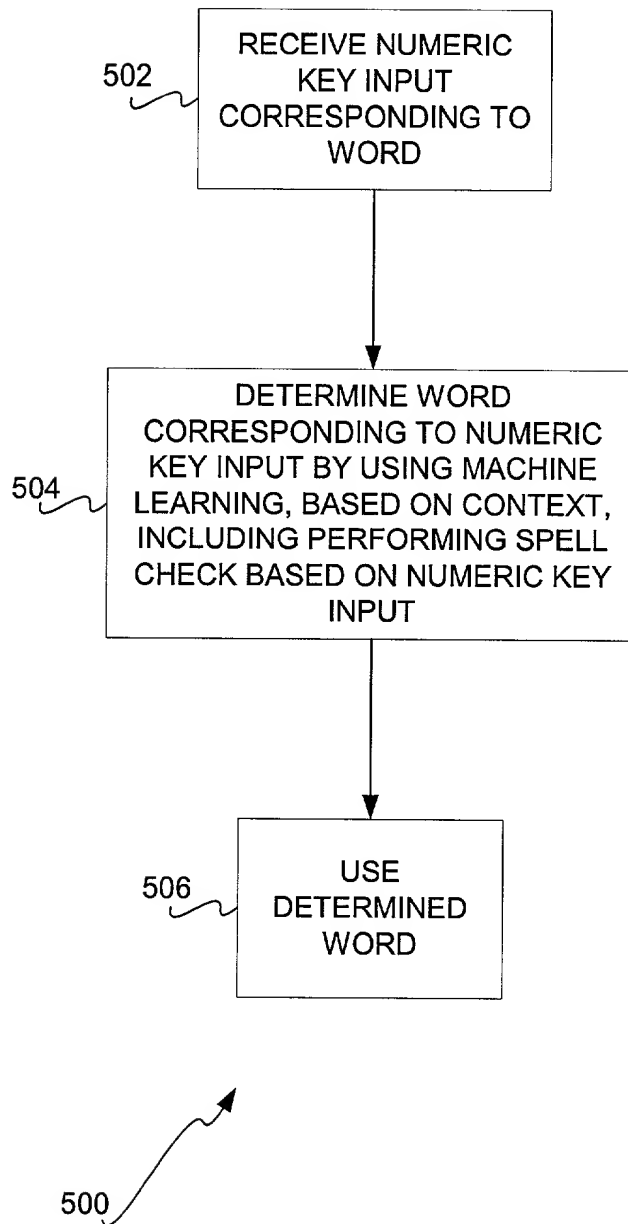 502
RECEIVE NUMERIC
KEY INPUT
CORRESPONDING TO
WORD
504
DETERMINE WORD
CORRESPONDING TO NUMERIC
KEY INPUT BY USING MACHINE
LEARNING, BASED ON CONTEXT,
INCLUDING PERFORMING SPELL
CHECK BASED ON NUMERIC KEY
INPUT
506
USE
DETERMINED
WORD
500